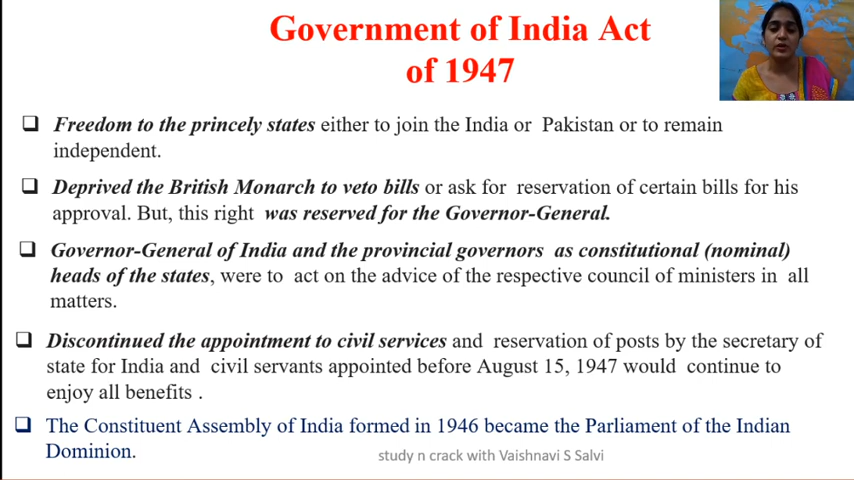 Government of India Act
of 1947
Freedom to the princely states either to join the India or Pakistan or to remain
independent.
Deprived the British Monarch to veto bills or ask for reservation of certain bills for his
approval. But, this right was reserved for the Governor-General.
Governor-General of India and the provincial governors as constitutional (nominal)
heads of the states, were to act on the advice of the respective council of ministers in all
matters.
Discontinued the appointment to civil services and reservation of posts by the secretary of
state for India and civil servants appointed before August 15, 1947 would continue to
enjoy all benefits .
The Constituent Assembly of India formed in 1946 became the Parliament of the Indian
Dominion.
study n crack with Vaishnavi S Salvi